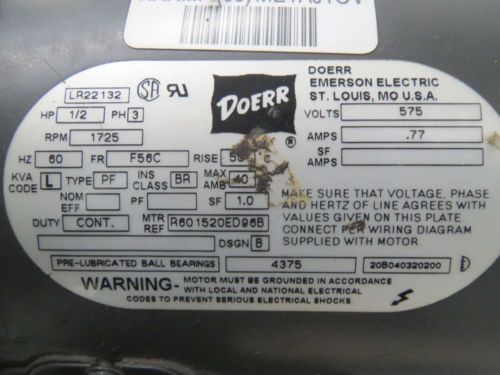 LR22132 SA DOERR ®
DOERR
EMERSON ELECTRIC
ST. LOUIS, MO U.S.A.
HP 1/2 PH 3
VOLTS 575
RPM 1725
AMPS .77
HZ 60 FR F56C RISE C
SF AMPS
KVA CODE L TYPE PF INS CLASS BR MAX AMB 40
NOM EFF PF SF 1.0
DUTY CONT. MTR REF R601520ED96B
DSGN B
MAKE SURE THAT VOLTAGE, PHASE
AND HERTZ OF LINE AGREES WITH
VALUES GIVEN ON THIS PLATE.
CONNECT PER WIRING DIAGRAM
SUPPLIED WITH MOTOR.
PRE-LUBRICATED BALL BEARINGS 4375 20B040320200
WARNING- MOTOR MUST BE GROUNDED IN ACCORDANCE
WITH LOCAL AND NATIONAL ELECTRICAL
CODES TO PREVENT SERIOUS ELECTRICAL SHOCKS.